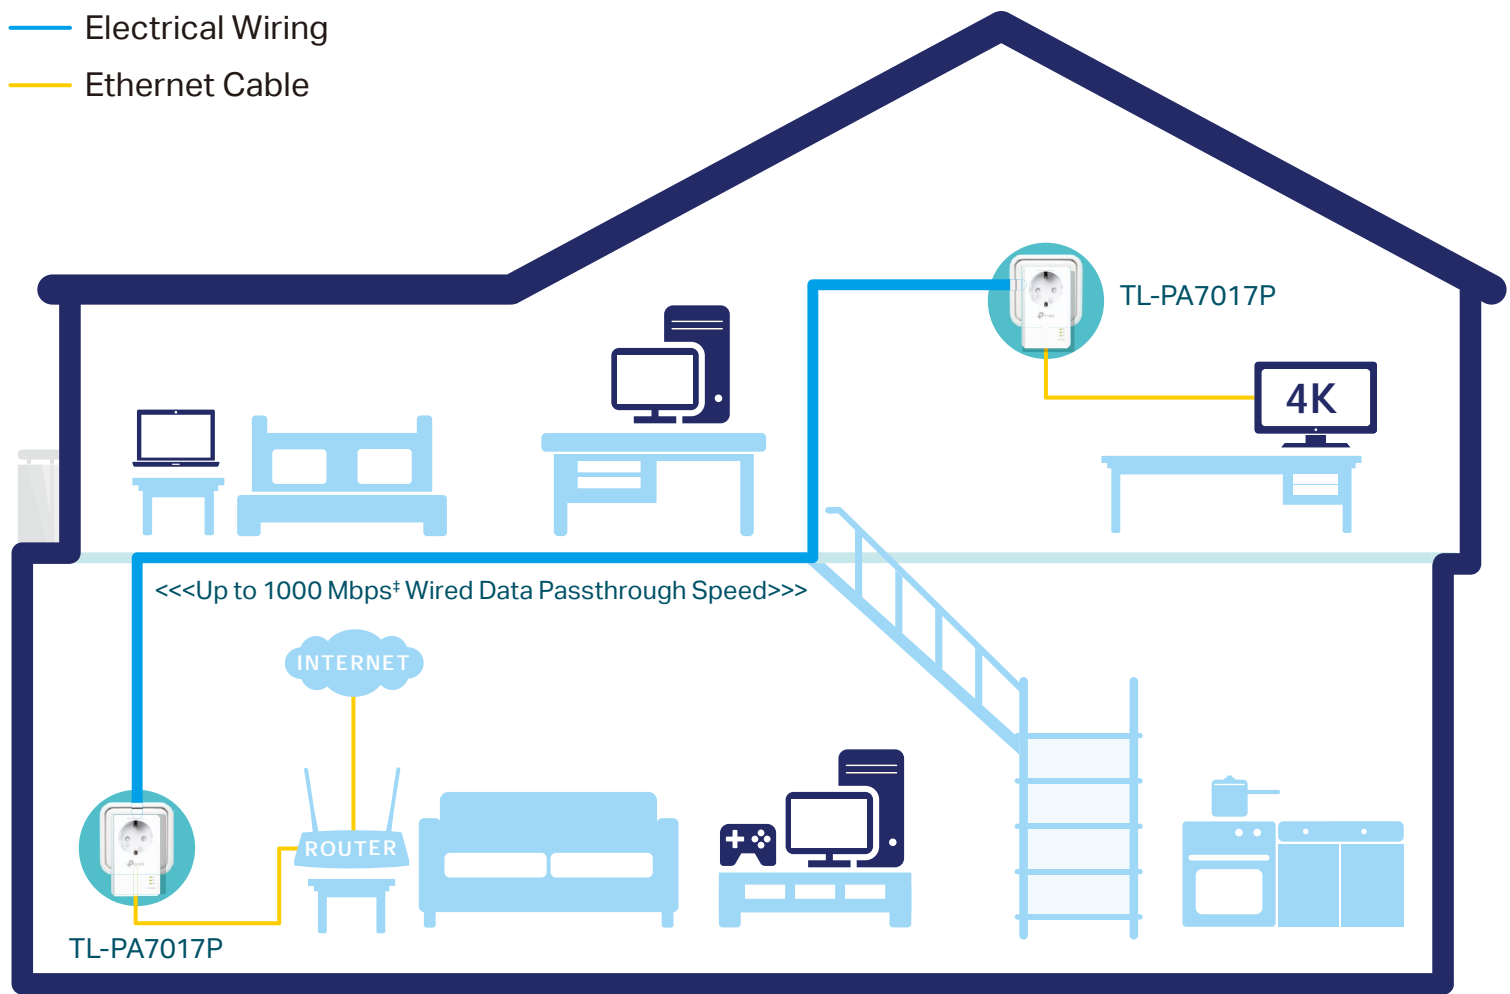 Electrical Wiring
Ethernet Cable
TL-PA7017P
4K
<<<Up to 1000 Mbps‡ Wired Data Passthrough Speed>>>
INTERNET
ROUTER
TL-PA7017P